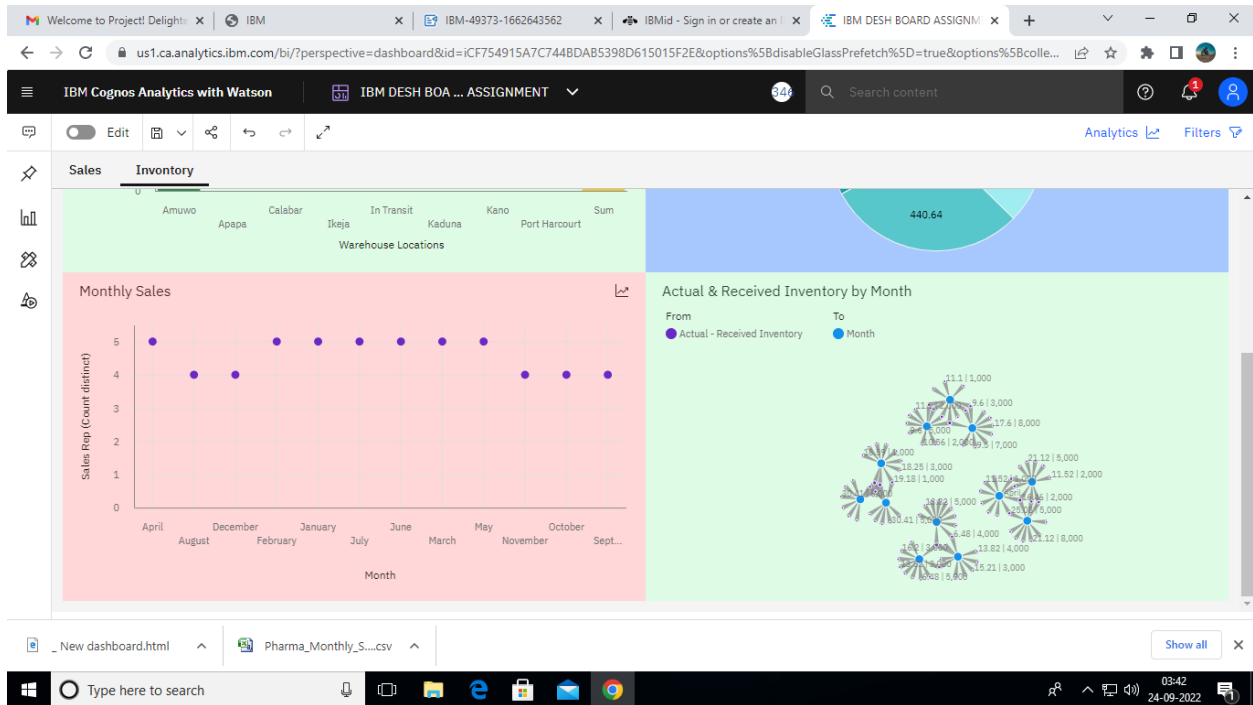 Welcome to Project! Delight
IBM
IBM-49373-1662643562
IBMid - Sign in or create an
IBM DESH BOARD ASSIGNM
us1.ca.analytics.ibm.com/bi/?perspective=dashboard&id=iCF754915A7C744BDAB5398D615015F2E&options%5BdisableGlassPrefetch%5D=true&options%5Bcolle...
IBM Cognos Analytics with Watson
IBM DESH BOA ... ASSIGNMENT
346
Search content
1
Edit
Analytics
Filters
Sales
Inventory
0
Amuwo Calabar In Transit Kano Sum
Apapa Ikeja Kaduna Port Harcourt
Warehouse Locations
440.64
Monthly Sales
Sales Rep (Count distinct)
5
4
3
2
1
0
April December January June May October
August February July March November Sept...
Month
Actual & Received Inventory by Month
From To
Actual - Received Inventory Month
11.1 | 1,000
9.6 | 3,000
17.6 | 8,000
10.56 | 2,000
21.12 | 5,000
18.25 | 3,000
11.52 | 2,000
19.18 | 1,000
6.48 | 4,000
21.12 | 8,000
13.82 | 4,000
15.21 | 3,000
_ New dashboard.html
Pharma_Monthly_S....csv
Show all
Type here to search
03:42
24-09-2022
1